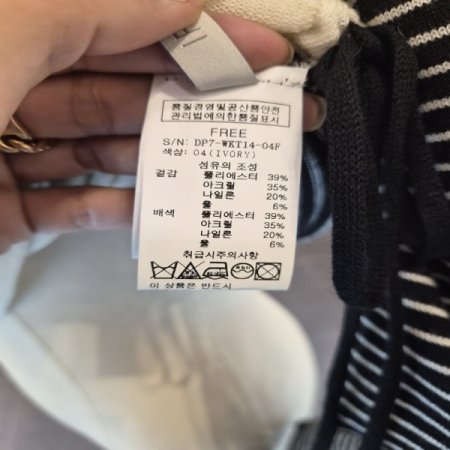 품질경영및공산품안전
관리법에의한품질표시
FREE
S/N: DP7-WKT14-04F
색상: 04(IVORY)
섬유의 조성
겉감 폴리에스터 39%
아크릴 35%
나일론 20%
울 6%
배색 폴리에스터 39%
아크릴 35%
나일론 20%
울 6%
취급시주의사항
이 상품은 반드시